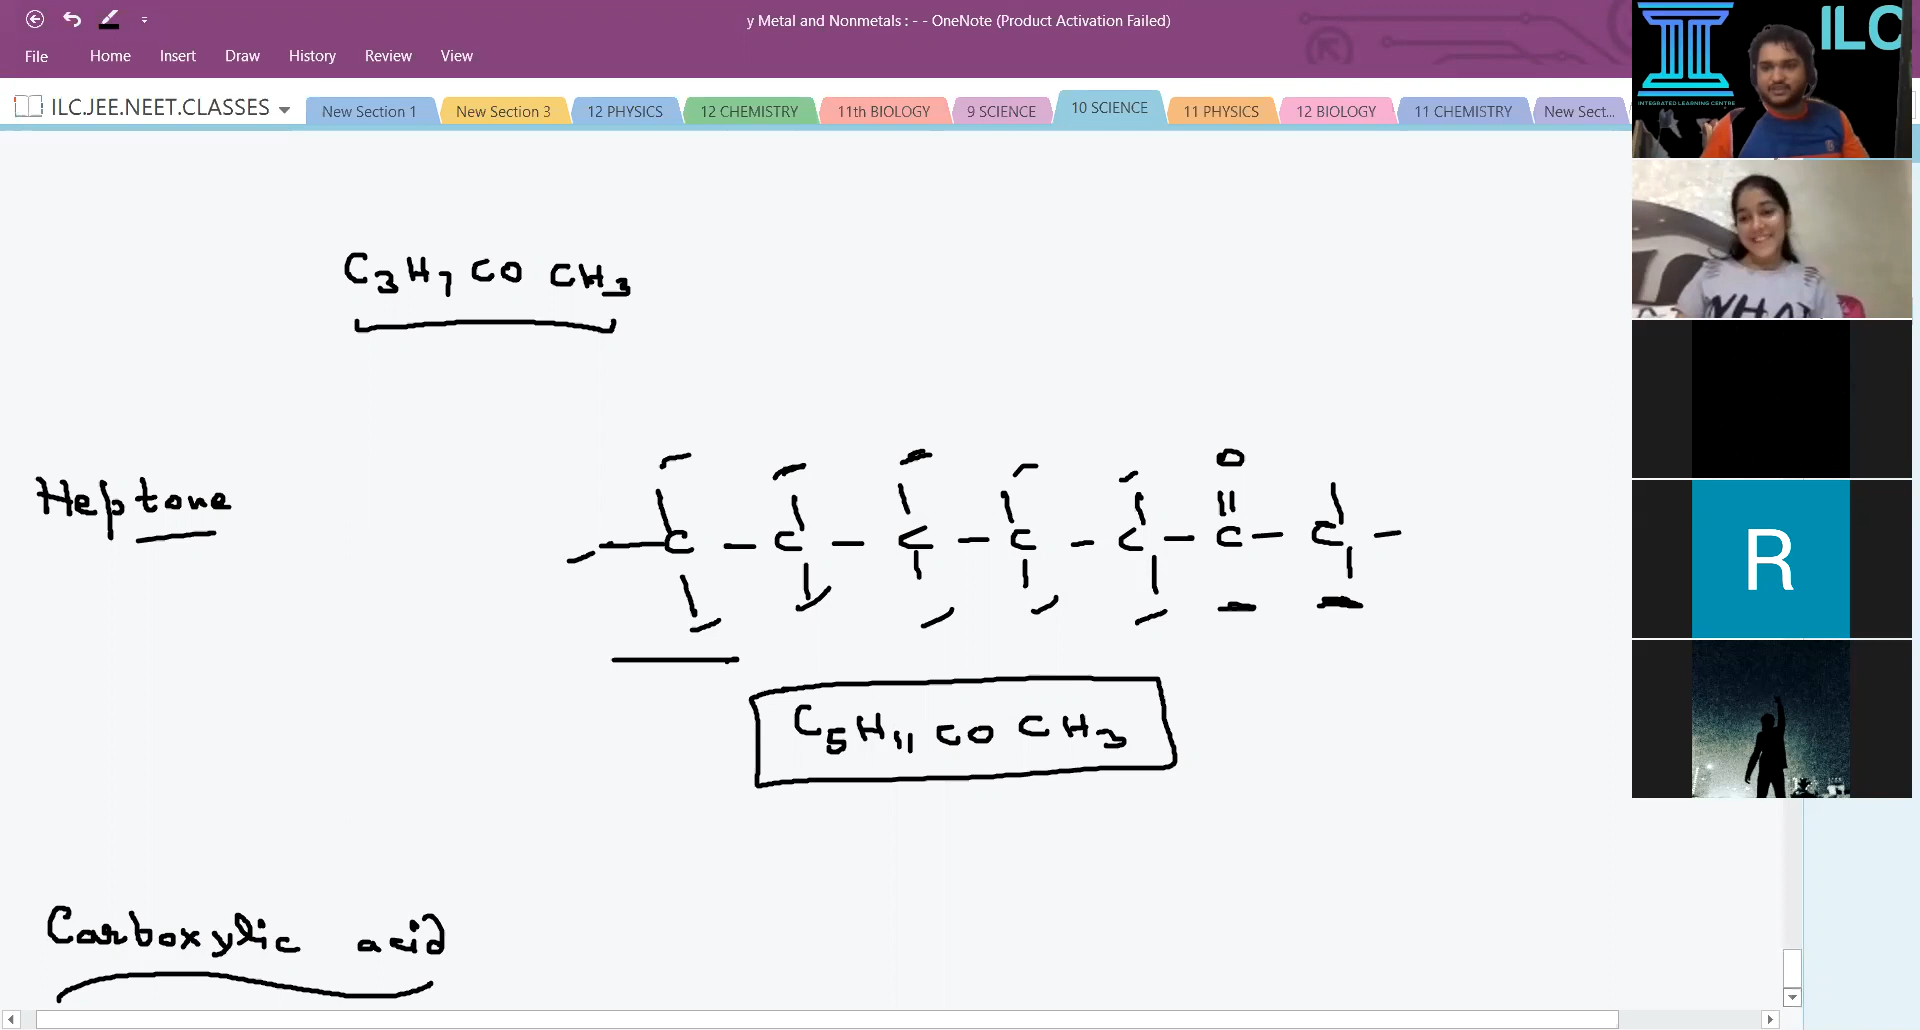 y Metal and Nonmetals : - - OneNote (Product Activation Failed)
File Home Insert Draw History Review View
ILC.JEE.NEET.CLASSES
New Section 1 New Section 3 12 PHYSICS 12 CHEMISTRY 11th BIOLOGY 9 SCIENCE 10 SCIENCE 11 PHYSICS 12 BIOLOGY 11 CHEMISTRY New Sect...
ILC
INTEGRATED LEARNING CENTRE
WHAT
C3H7 CO CH3
O
Heptone
C - C - C - C - C - C - C -
C5H11 CO CH3
R
Carboxylic acid